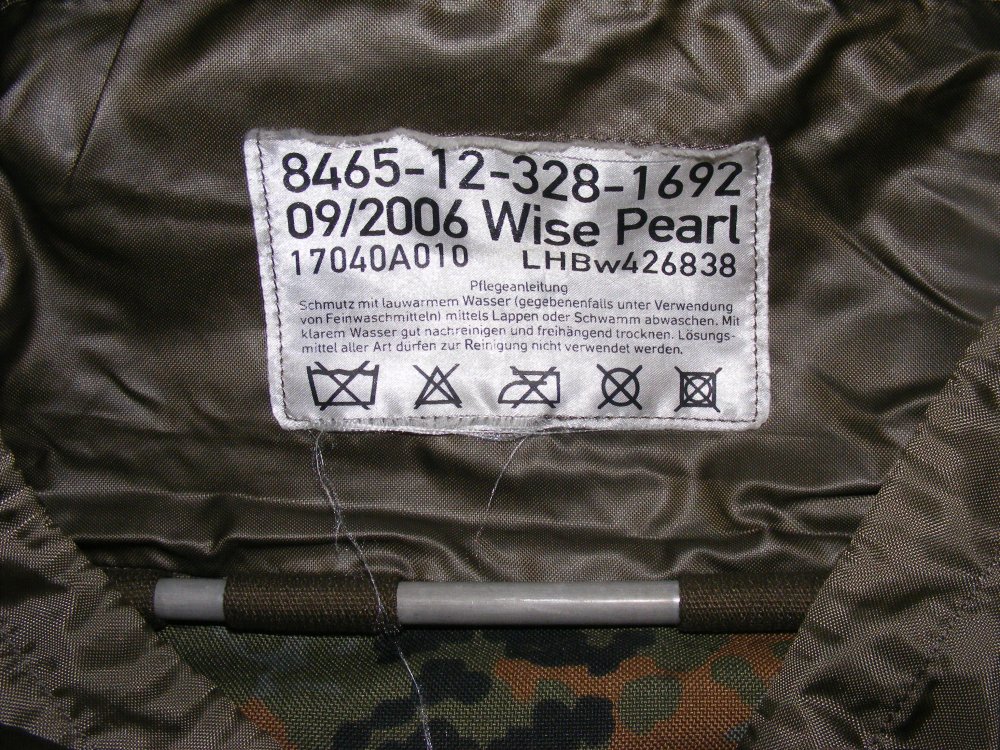 8465-12-328-1692
09/2006 Wise Pearl
17040A010 LHBw426838
Pflegeanleitung
Schmutz mit lauwarmem Wasser (gegebenenfalls unter Verwendung
von Feinwaschmitteln) mittels Lappen oder Schwamm abwaschen. Mit
klarem Wasser gut nachreinigen und freihängend trocknen. Lösungs-
mittel aller Art dürfen zur Reinigung nicht verwendet werden.